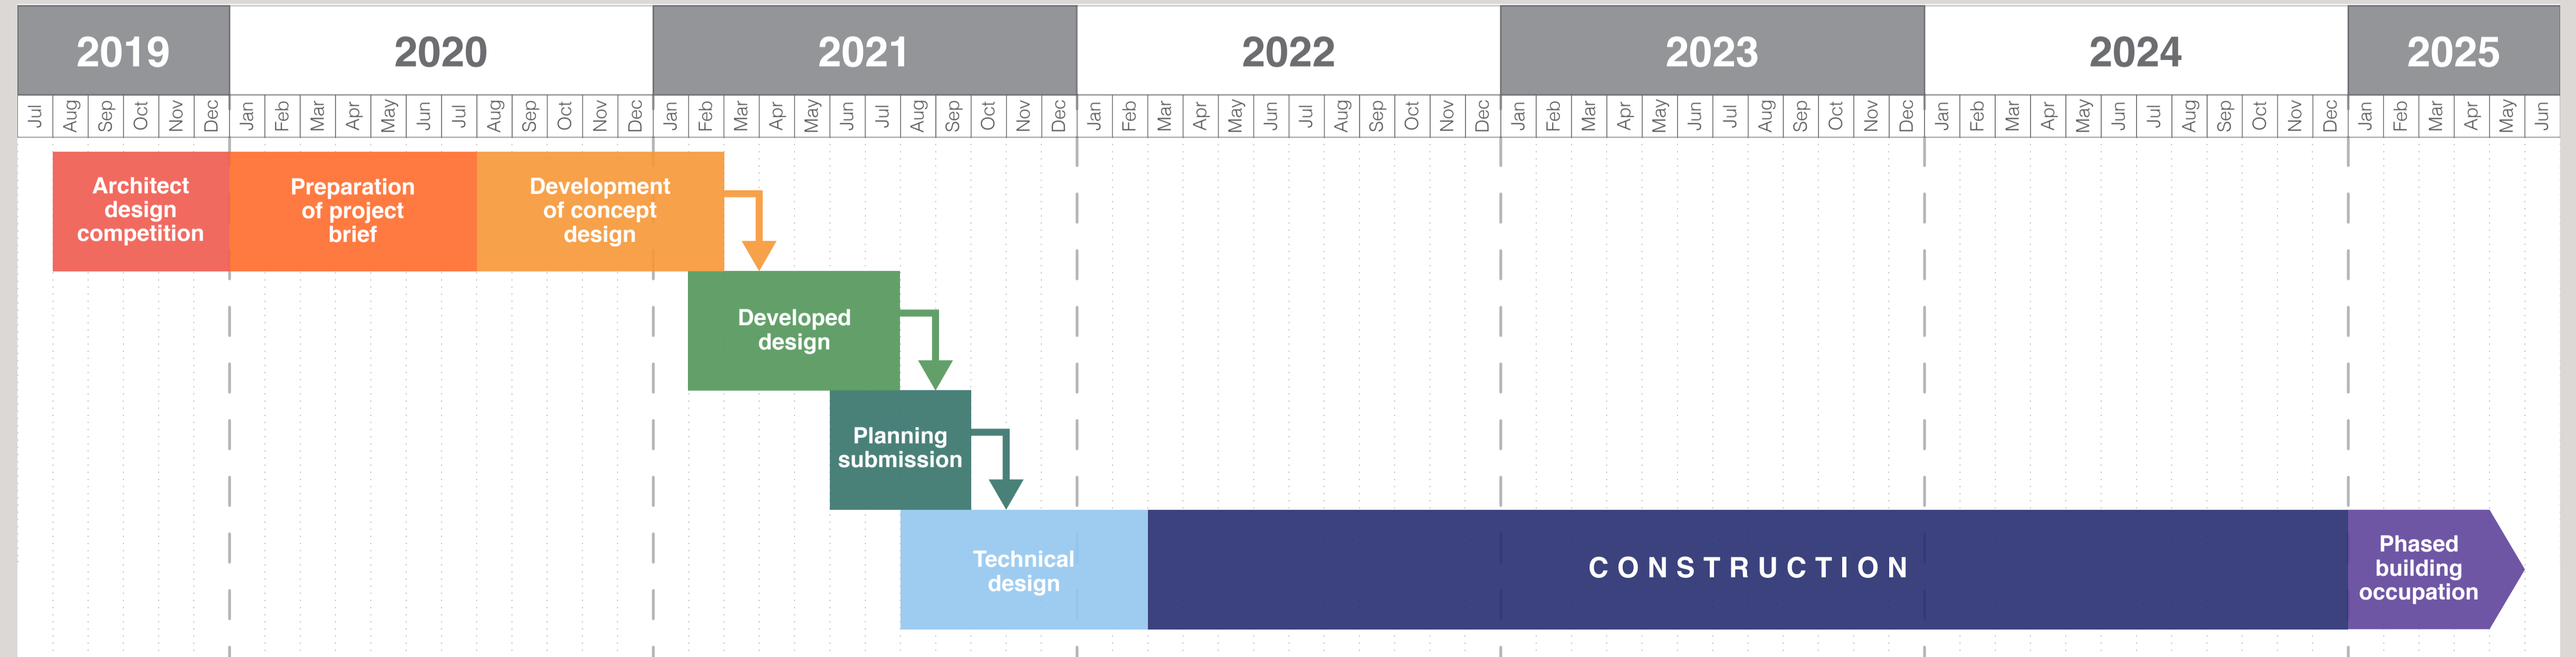 2019 2020 2021 2022 2023 2024 2025
Jul Aug Sep Oct Nov Dec Jan Feb Mar Apr May Jun Jul Aug Sep Oct Nov Dec Jan Feb Mar Apr May Jun Jul Aug Sep Oct Nov Dec Jan Feb Mar Apr May Jun Jul Aug Sep Oct Nov Dec Jan Feb Mar Apr May Jun Jul Aug Sep Oct Nov Dec Jan Feb Mar Apr May Jun Jul Aug Sep Oct Nov Dec Jan Feb Mar Apr May Jun
Architect
design
competition
Preparation
of project
brief
Development
of concept
design
Developed
design
Planning
submission
Technical
design
CONSTRUCTION
Phased
building
occupation